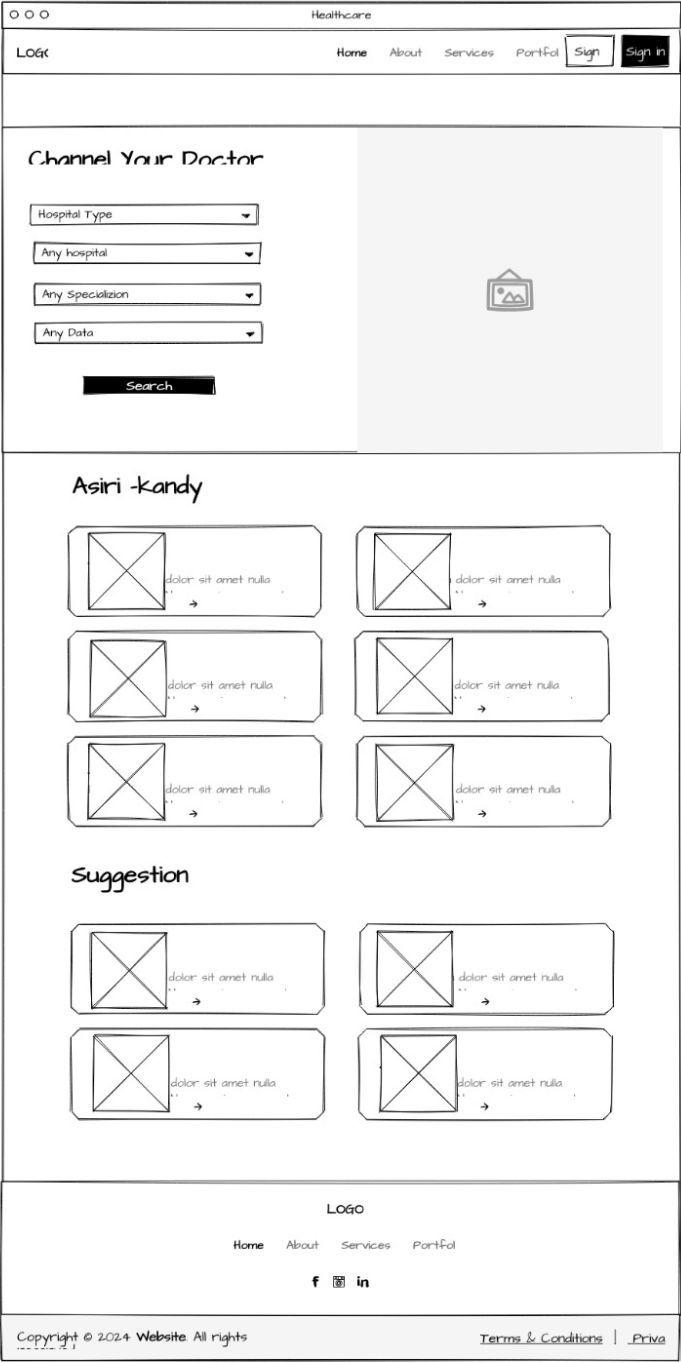 Healthcare
LOGO
Home About Services Portfol Sign Sign in
Channel Your Doctor
Hospital Type
Any hospital
Any Specializion
Any Data
Search
Asiri -kandy
dolor sit amet nulla
dolor sit amet nulla
dolor sit amet nulla
dolor sit amet nulla
dolor sit amet nulla
dolor sit amet nulla
Suggestion
dolor sit amet nulla
dolor sit amet nulla
dolor sit amet nulla
dolor sit amet nulla
LOGO
Home About Services Portfol
f in
Copyright © 2024 Website. All rights
Terms & Conditions | Priva